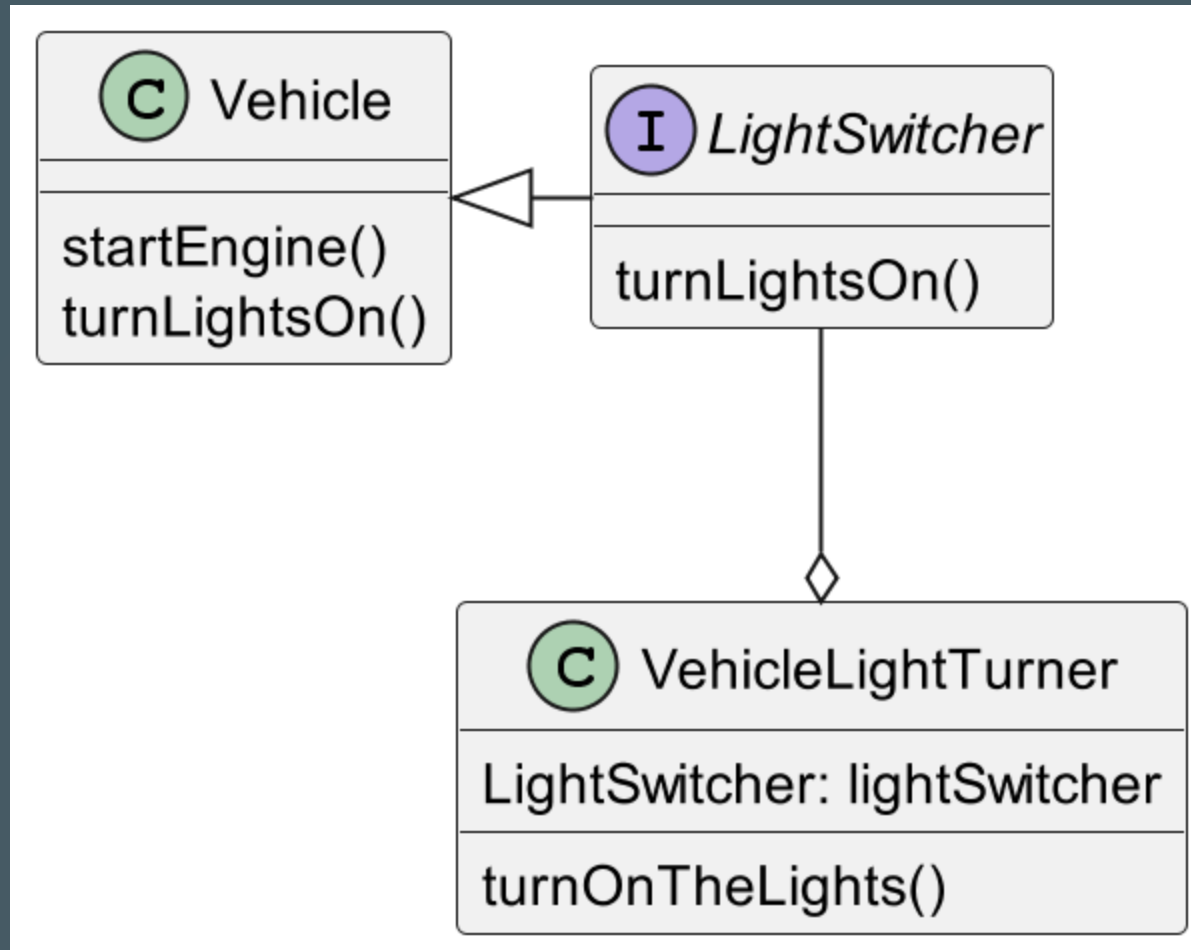 C Vehicle
startEngine()
turnLightsOn()
I LightSwitcher
turnLightsOn()
C VehicleLightTurner
LightSwitcher: lightSwitcher
turnOnTheLights()